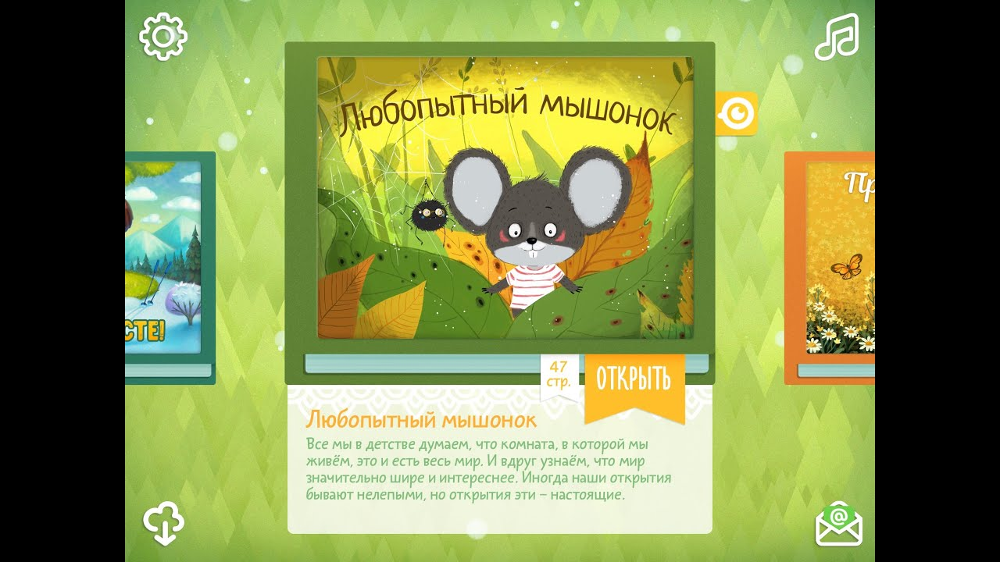 Любопытный мышонок
Пр
СТЕ!
47
стр.
ОТКРЫТЬ
Любопытный мышонок
Все мы в детстве думаем, что комната, в которой мы
живём, это и есть весь мир. И вдруг узнаём, что мир
значительно шире и интереснее. Иногда наши открытия
бывают нелепыми, но открытия эти – настоящие.
@